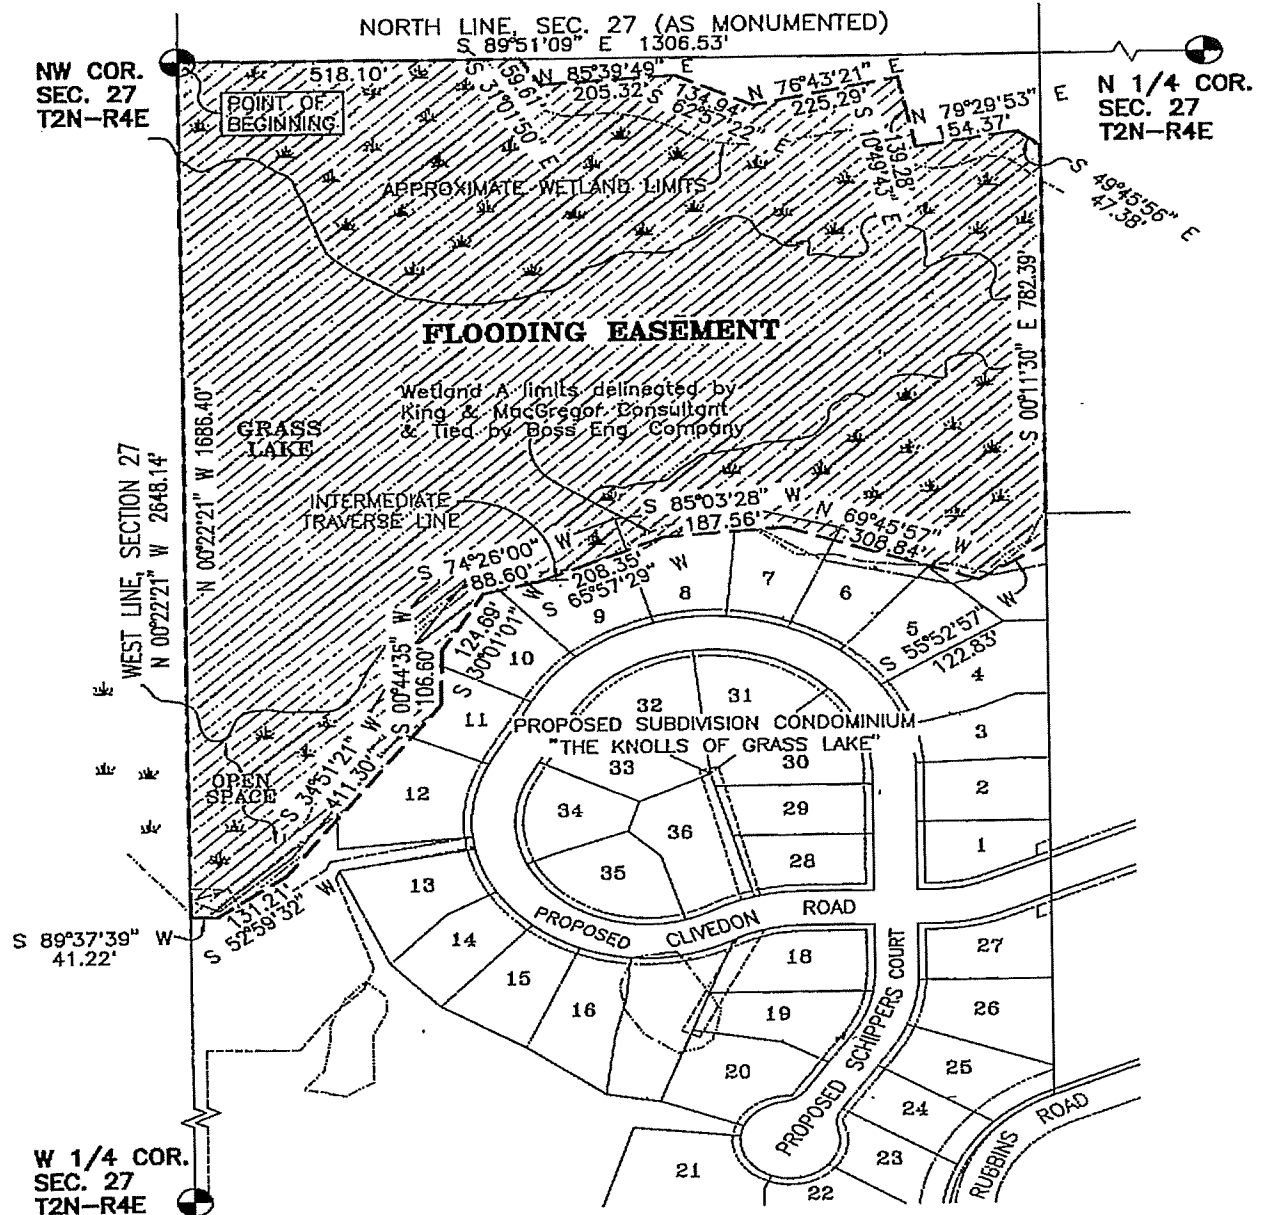 NORTH LINE, SEC. 27 (AS MONUMENTED)
S 89°51'09" E 1306.53'
NW COR.
SEC. 27
T2N-R4E
N 1/4 COR.
SEC. 27
T2N-R4E
518.10'
POINT OF
BEGINNING
S 31°01'50" E
59.61'
N 85°39'49" E
205.32'
134.94'
N 76°43'21" E
225.29'
S 10°49'43" E
139.28'
N 79°29'53" E
154.37'
S 49°45'56" E
47.38'
APPROXIMATE WETLAND LIMITS
S 00°11'30" E 782.39'
FLOODING EASEMENT
Wetland A limits delineated by
King & MacGregor Consultant
& Tied by Boss Eng. Company
GRASS
LAKE
WEST LINE, SECTION 27
N 00°22'21" W 2648.14'
N 00°22'21" W 1686.40'
INTERMEDIATE
TRAVERSE LINE
S 85°03'28" W
187.56'
N 69°45'57" W
308.84'
S 74°26'00" W
88.60'
208.35'
S 65°57'29" W
124.69'
S 30°01'01" W
S 00°44'35" W
106.60'
S 55°52'57" W
122.83'
7
8
6
9
5
10
4
32
31
11
3
PROPOSED SUBDIVISION CONDOMINIUM
"THE KNOLLS OF GRASS LAKE"
33
30
2
OPEN
SPACE
S 34°51'21" W
411.30'
12
34
29
36
1
28
35
13
131.21'
S 52°59'32" W
S 89°37'39" W
41.22'
PROPOSED CLIVEDON ROAD
14
18
27
15
16
19
26
PROPOSED SCHIPPERS COURT
20
25
24
23
21
22
RUBBINS ROAD
W 1/4 COR.
SEC. 27
T2N-R4E